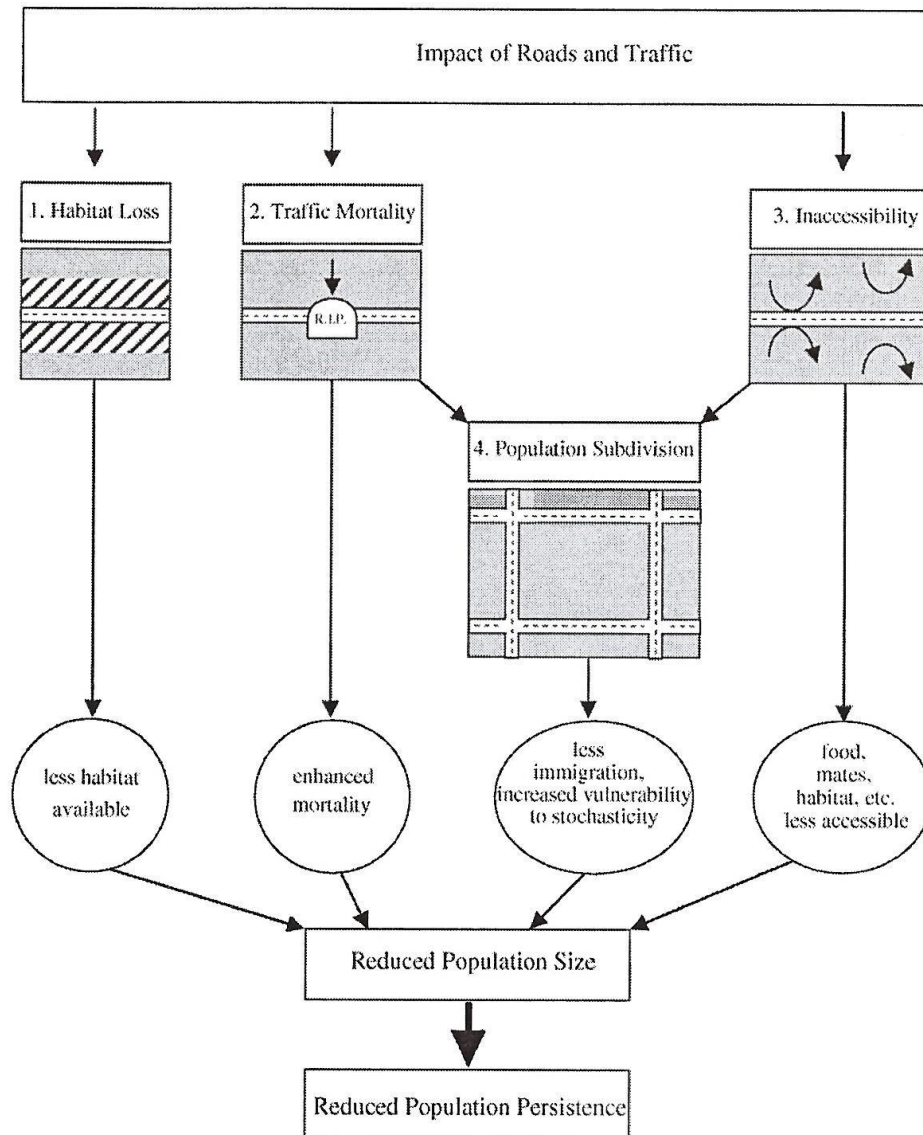 Impact of Roads and Traffic
1. Habitat Loss
2. Traffic Mortality
3. Inaccessibility
R.I.P.
4. Population Subdivision
less habitat
available
enhanced
mortality
less
immigration,
increased vulnerability
to stochasticity
food,
mates,
habitat, etc.
less accessible
Reduced Population Size
Reduced Population Persistence